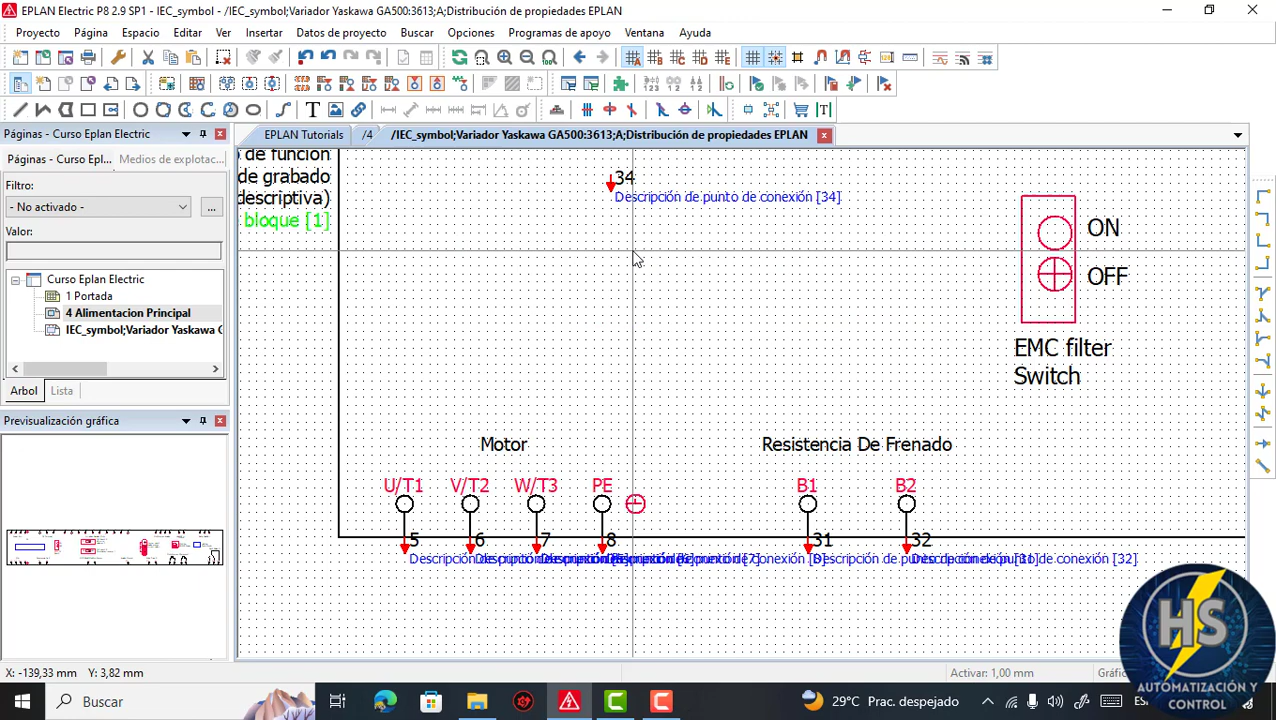 EPLAN Electric P8 2.9 SP1 - IEC_symbol - /IEC_symbol;Variador Yaskawa GA500:3613;A;Distribución de propiedades EPLAN
Proyecto Página Espacio Editar Ver Insertar Datos de proyecto Buscar Opciones Programas de apoyo Ventana Ayuda
Páginas - Curso Eplan Electric
EPLAN Tutorials /4 /IEC_symbol;Variador Yaskawa GA500:3613;A;Distribución de propiedades EPLAN
Páginas - Curso Epl... Medios de explotac...
Filtro:
- No activado -
...
Valor:
Curso Eplan Electric
1 Portada
4 Alimentacion Principal
IEC_symbol;Variador Yaskawa G
Árbol Lista
Previsualización gráfica
o de función
de grabado
descriptiva)
bloque [1]
34
Descripción de punto de conexión [34]
ON
OFF
EMC filter
Switch
Motor
Resistencia De Frenado
U/T1 V/T2 W/T3 PE B1 B2
5 6 7 8 31 32
conexión [32]
X: -139,33 mm Y: 3,82 mm
Activar: 1,00 mm
Gráfic
HS
AUTOMATIZACIÓN Y
CONTROL
Buscar
29°C Prac. despejado